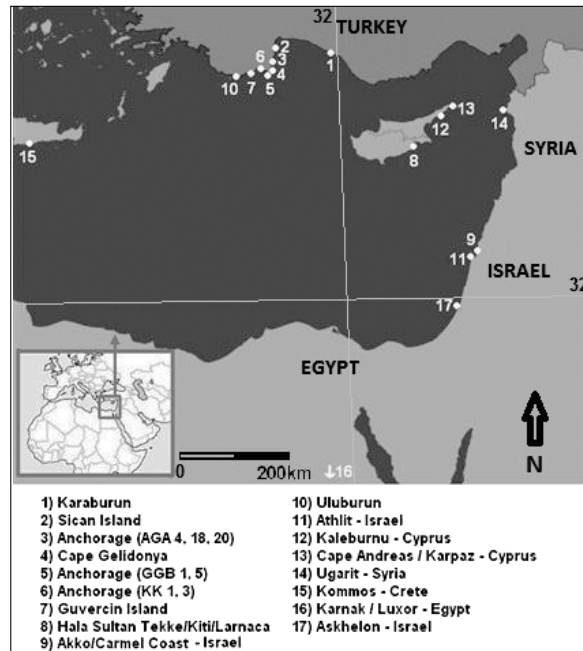 32
TURKEY
2
3
6
1
4
10
7
5
13
12
14
15
8
SYRIA
9
11
ISRAEL
32
17
EGYPT
N
0
200km
↓16
1) Karaburun
2) Sican Island
3) Anchorage (AGA 4, 18, 20)
4) Cape Gelidonya
5) Anchorage (GGB 1, 5)
6) Anchorage (KK 1, 3)
7) Guvercin Island
8) Hala Sultan Tekke/Kiti/Larnaca
9) Akko/Carmel Coast - Israel
10) Uluburun
11) Athlit - Israel
12) Kaleburnu - Cyprus
13) Cape Andreas / Karpaz - Cyprus
14) Ugarit - Syria
15) Kommos - Crete
16) Karnak / Luxor - Egypt
17) Askhelon - Israel